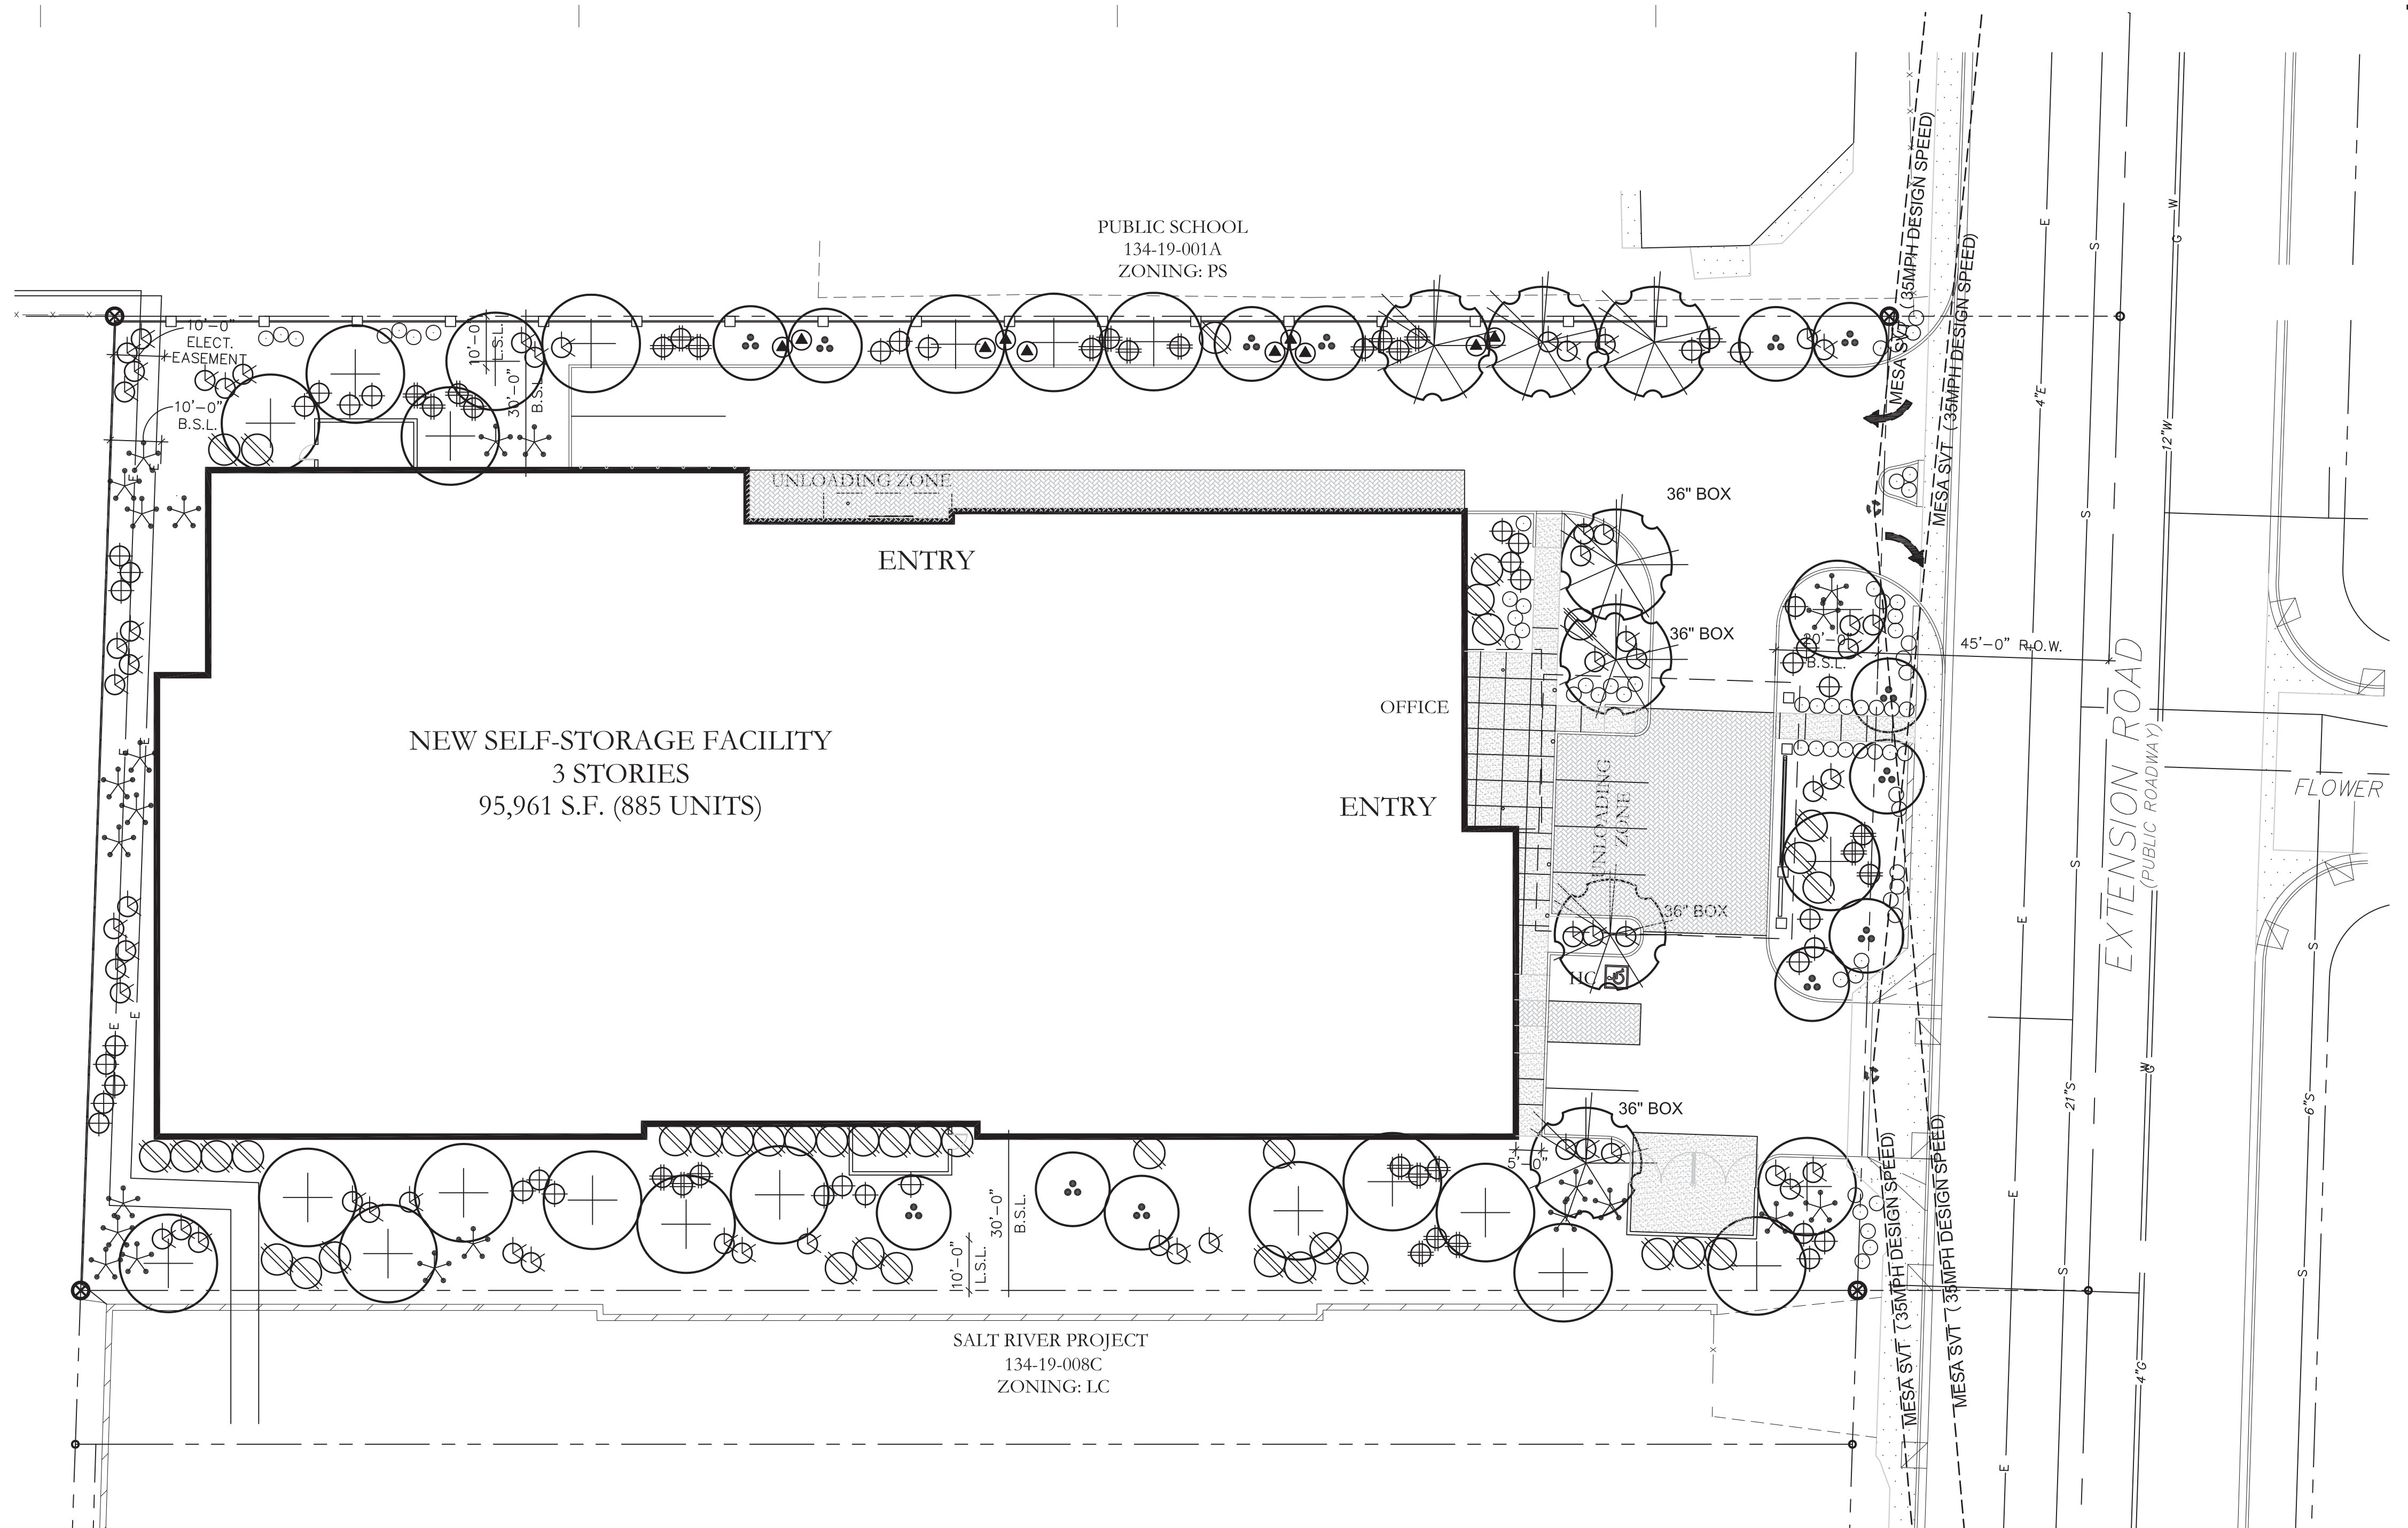 PUBLIC SCHOOL
134-19-001A
ZONING: PS
10'-0"
ELECT.
EASEMENT
10'-0"
B.S.L.
10'-0"
L.S.L.
30'-0"
B.S.L.
UNLOADING ZONE
ENTRY
36" BOX
36" BOX
OFFICE
NEW SELF-STORAGE FACILITY
3 STORIES
95,961 S.F. (885 UNITS)
ENTRY
UNLOADING
ZONE
36" BOX
HC
36" BOX
5'-0"
20'-0"
B.S.L.
45'-0" R.O.W.
MESA SVT (35MPH DESIGN SPEED)
MESA SVT (35MPH DESIGN SPEED)
EXTENSION ROAD
(PUBLIC ROADWAY)
FLOWER
4"E
12"W
21"S
6"S
4"G
E
E
E
E
E
E
E
E
E
E
E
S
S
S
S
S
S
S
W
G
W
G
MESA SVT (35MPH DESIGN SPEED)
MESA SVT (35MPH DESIGN SPEED)
10'-0"
L.S.L.
30'-0"
B.S.L.
SALT RIVER PROJECT
134-19-008C
ZONING: LC